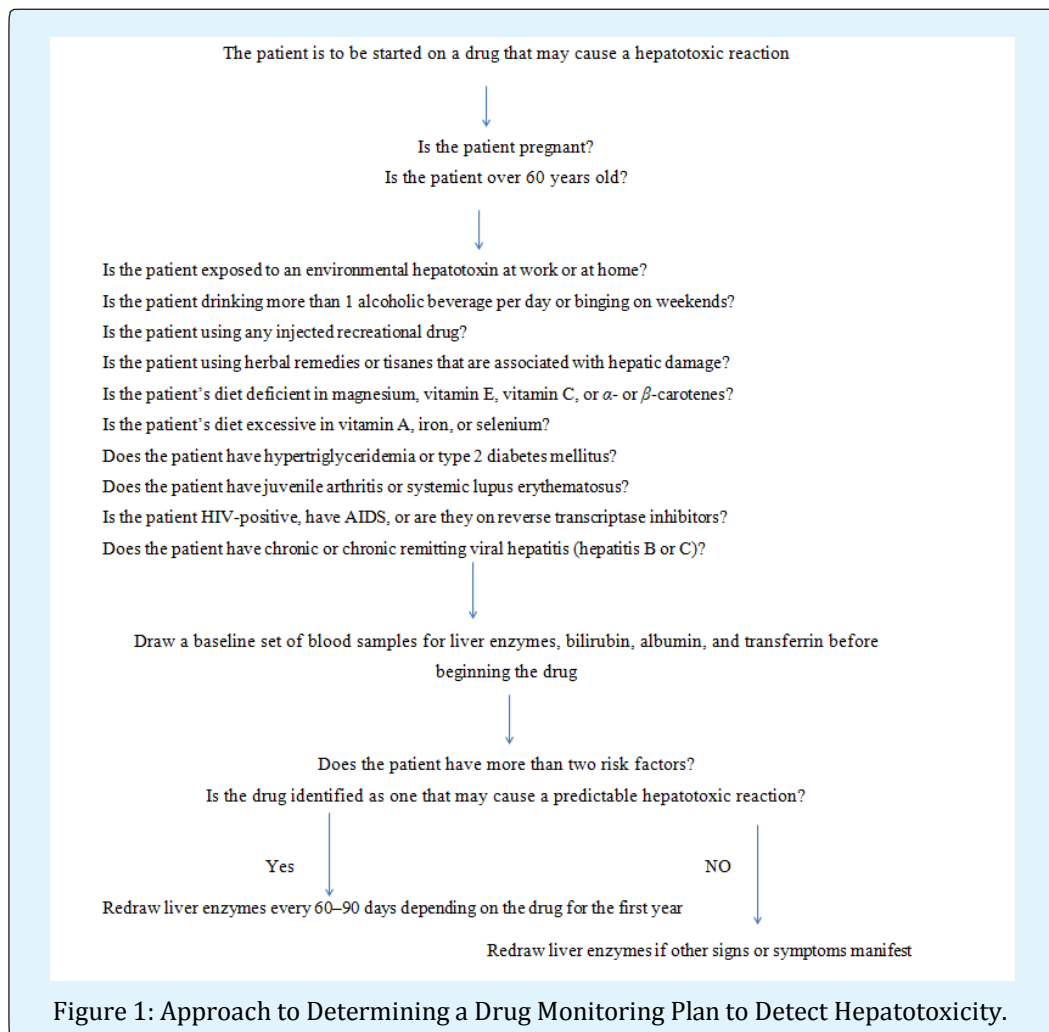 The patient is to be started on a drug that may cause a hepatotoxic reaction
Is the patient pregnant?
Is the patient over 60 years old?
Is the patient exposed to an environmental hepatotoxin at work or at home?
Is the patient drinking more than 1 alcoholic beverage per day or binging on weekends?
Is the patient using any injected recreational drug?
Is the patient using herbal remedies or tisanes that are associated with hepatic damage?
Is the patient's diet deficient in magnesium, vitamin E, vitamin C, or α- or β-carotenes?
Is the patient's diet excessive in vitamin A, iron, or selenium?
Does the patient have hypertriglyceridemia or type 2 diabetes mellitus?
Does the patient have juvenile arthritis or systemic lupus erythematosus?
Is the patient HIV-positive, have AIDS, or are they on reverse transcriptase inhibitors?
Does the patient have chronic or chronic remitting viral hepatitis (hepatitis B or C)?
Draw a baseline set of blood samples for liver enzymes, bilirubin, albumin, and transferrin before
beginning the drug
Does the patient have more than two risk factors?
Is the drug identified as one that may cause a predictable hepatotoxic reaction?
Yes
NO
Redraw liver enzymes every 60–90 days depending on the drug for the first year
Redraw liver enzymes if other signs or symptoms manifest
Figure 1: Approach to Determining a Drug Monitoring Plan to Detect Hepatotoxicity.